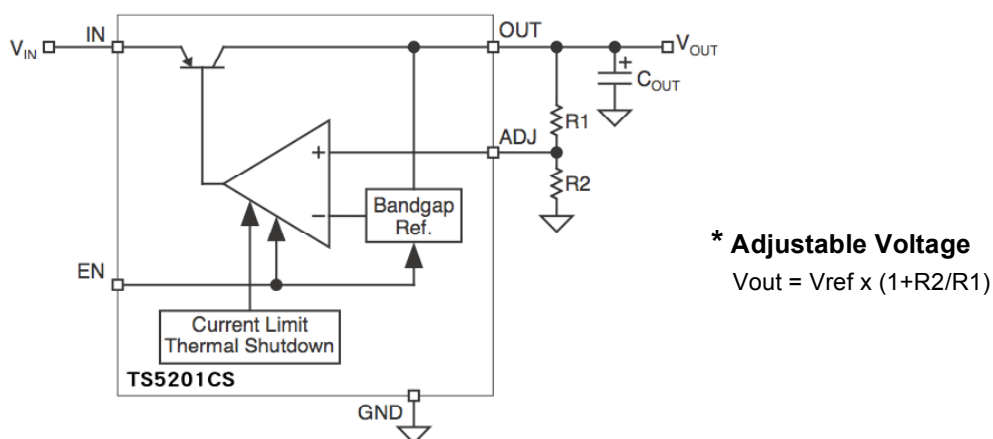 IN
OUT
VIN
VOUT
+
COUT
R1
ADJ
+
R2
−
Bandgap
Ref.
* Adjustable Voltage
Vout = Vref x (1+R2/R1)
EN
Current Limit
Thermal Shutdown
TS5201CS
GND